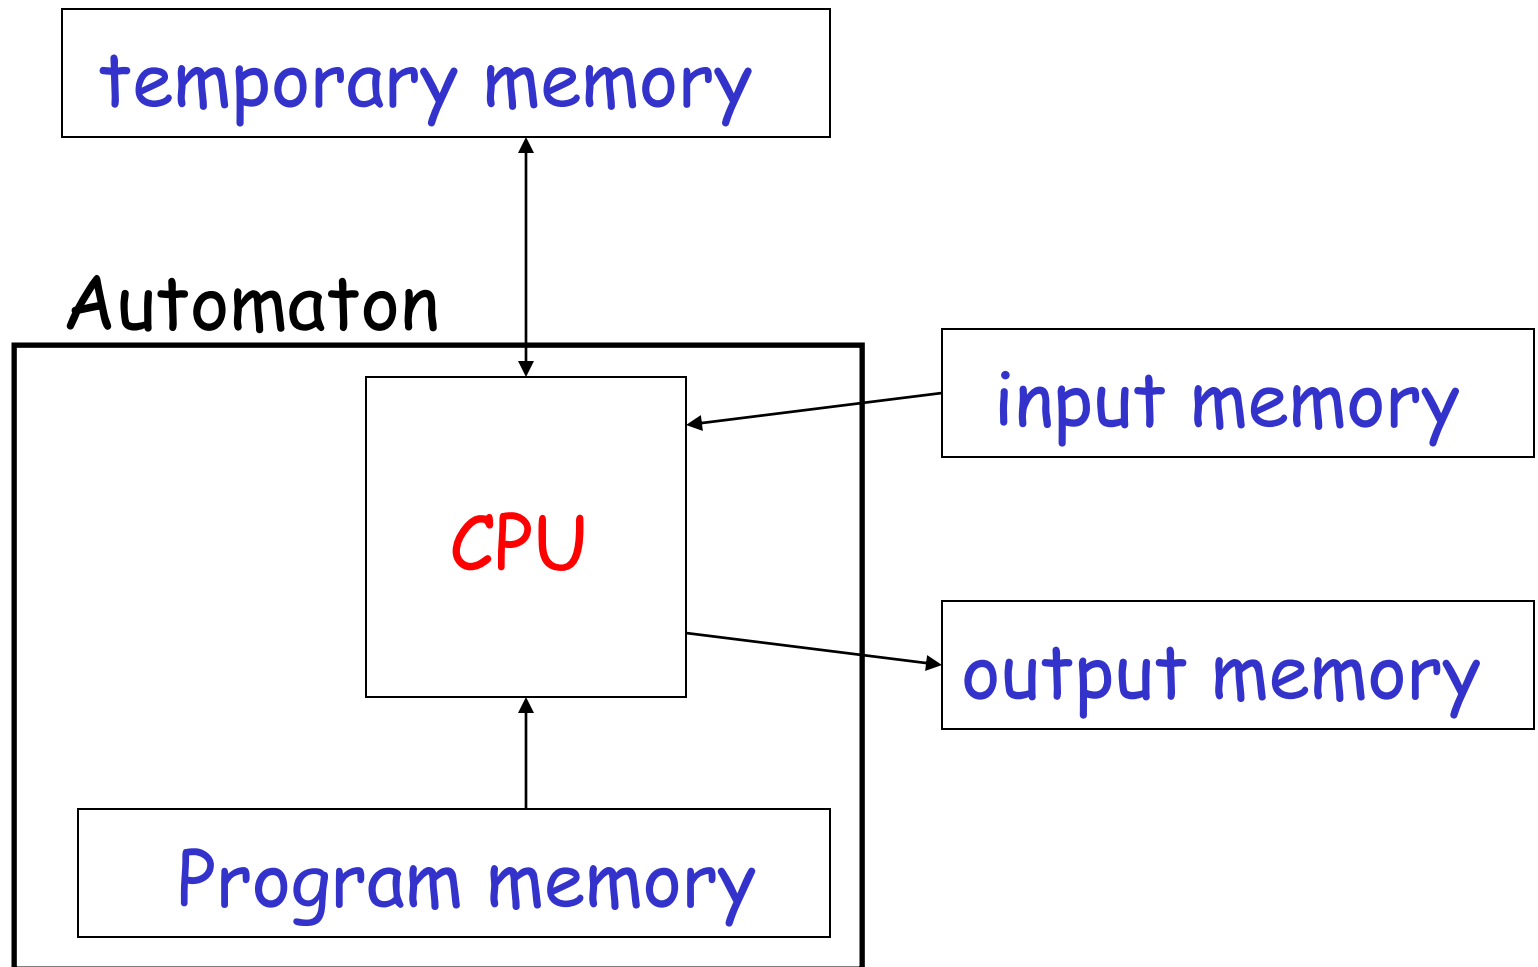 temporary memory
Automaton
input memory
CPU
output memory
Program memory